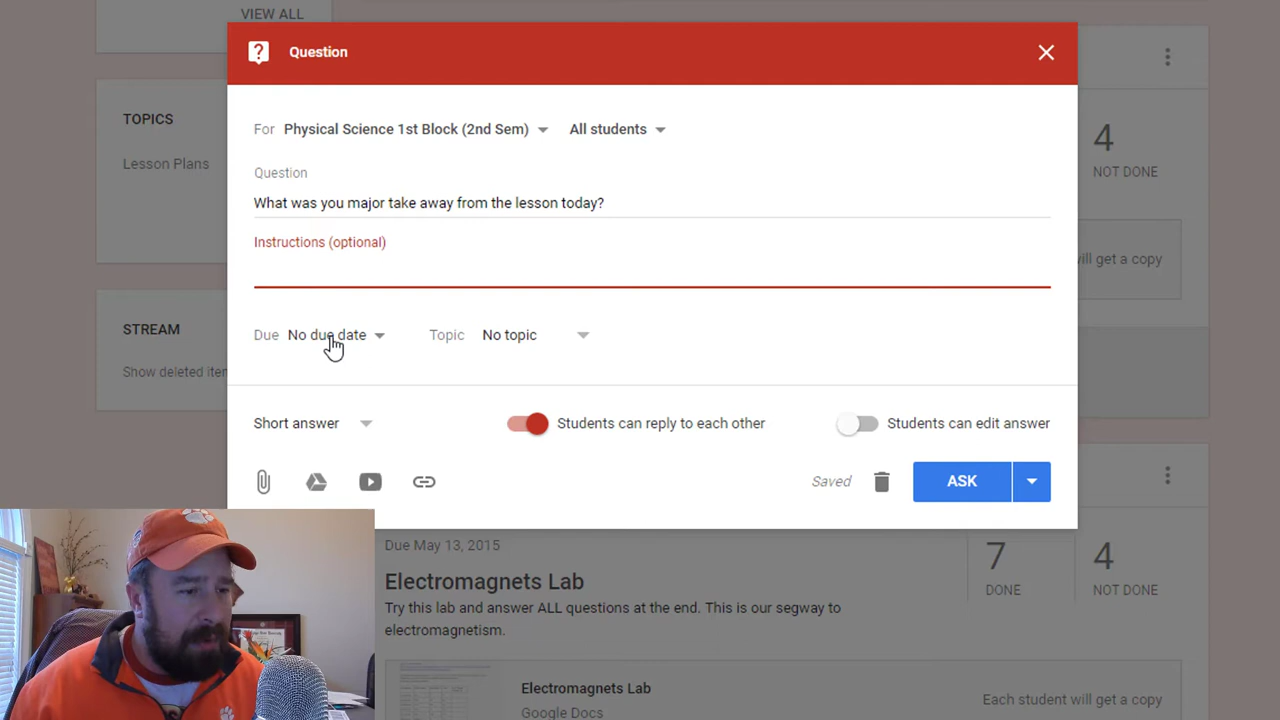 VIEW ALL
Question
TOPICS
Lesson Plans
For Physical Science 1st Block (2nd Sem) All students
4
NOT DONE
Question
What was you major take away from the lesson today?
Instructions (optional)
will get a copy
STREAM
Show deleted iter
Due No due date Topic No topic
Short answer Students can reply to each other Students can edit answer
Saved ASK
Due May 13, 2015
7 4
DONE NOT DONE
Electromagnets Lab
Try this lab and answer ALL questions at the end. This is our segway to
electromagnetism.
Electromagnets Lab
Google Docs
Each student will get a copy